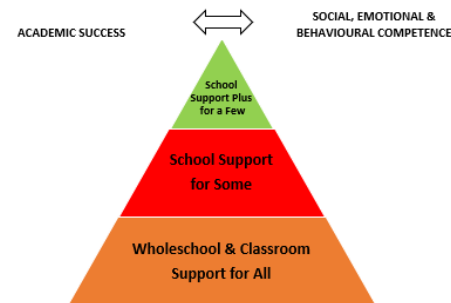 ACADEMIC SUCCESS
SOCIAL, EMOTIONAL &
BEHAVIOURAL COMPETENCE
School
Support Plus
for a Few
School Support
for Some
Wholeschool & Classroom
Support for All